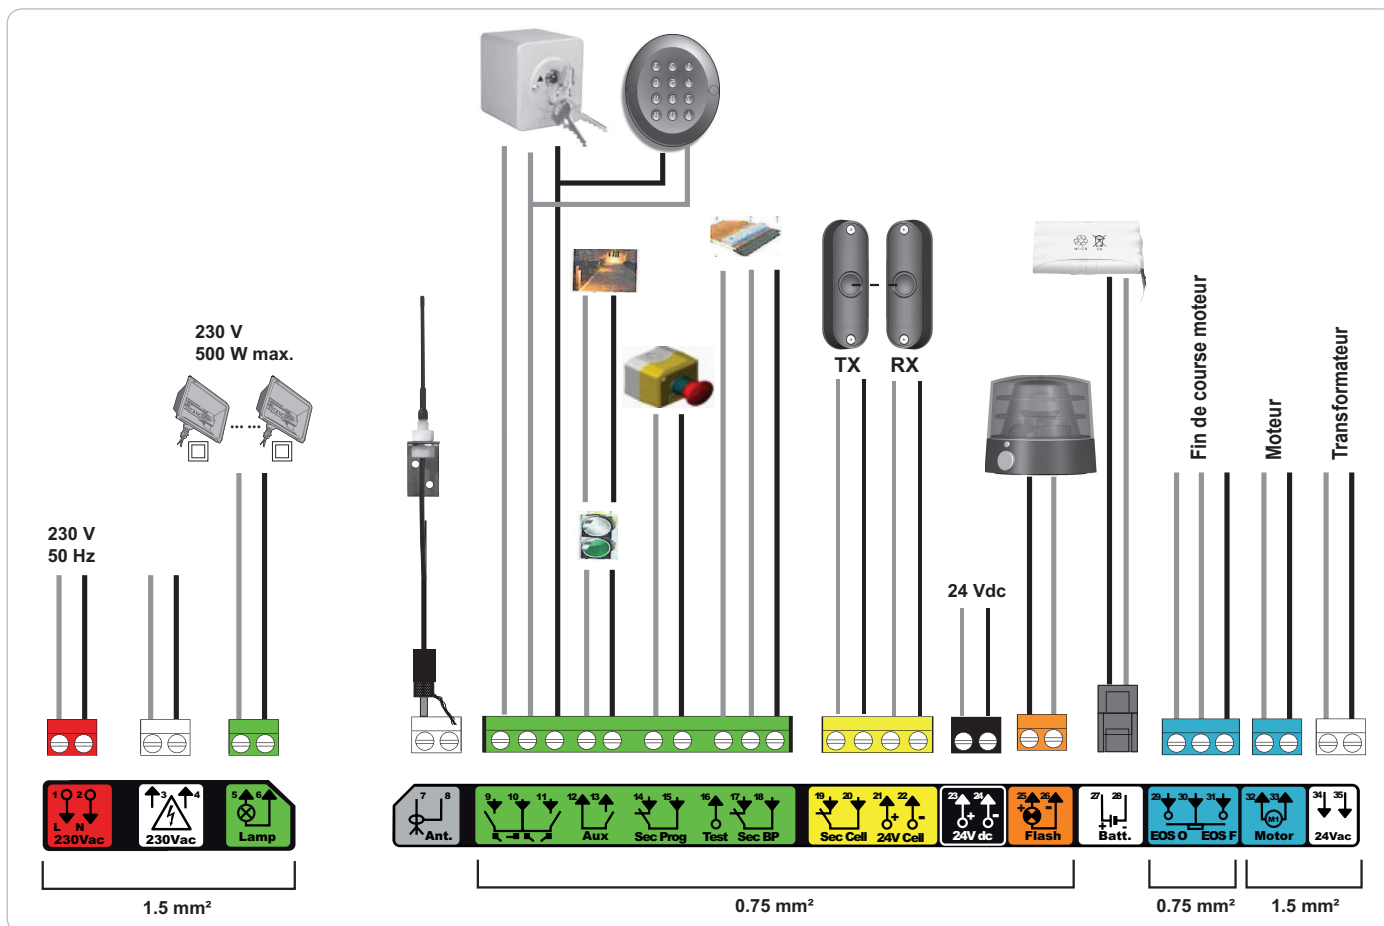 230 V
500 W max.
230 V
50 Hz
TX
RX
24 Vdc
Fin de course moteur
Moteur
Transformateur
1 2
L N
230Vac
3 4
230Vac
5 6
Lamp
7 8
Ant.
9 10 11
12 13
Aux
14 15
Sec Prog
16
Test
17 18
Sec BP
19 20
Sec Cell
21 22
+ -
24V Cell
23 24
+ -
24V dc
25 26
+ -
Flash
27 28
+ -
Batt.
29 30 31
EOS O EOS F
32 33
M1
Motor
34 35
24Vac
1.5 mm²
0.75 mm²
0.75 mm²
1.5 mm²